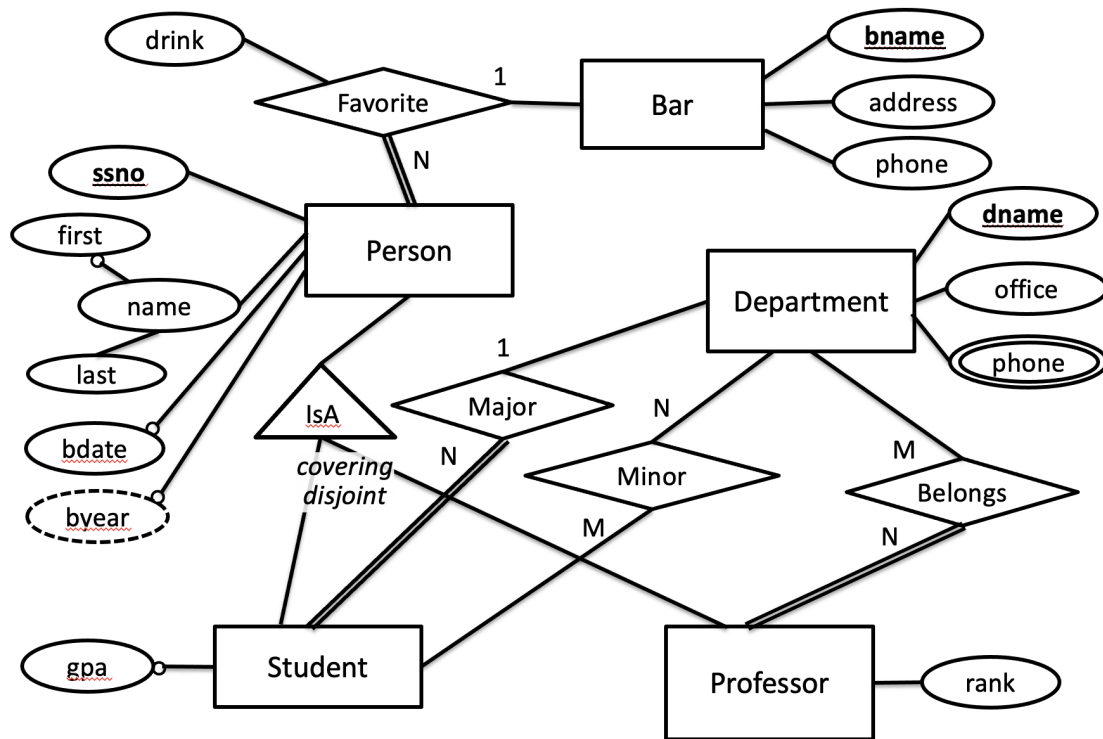 drink
bname
1
Favorite
Bar
address
N
phone
ssno
first
Person
dname
name
Department
office
1
phone
last
Major
IsA
N
bdate
N
covering
disjoint
Minor
M
Belongs
byear
M
N
gpa
Student
Professor
rank